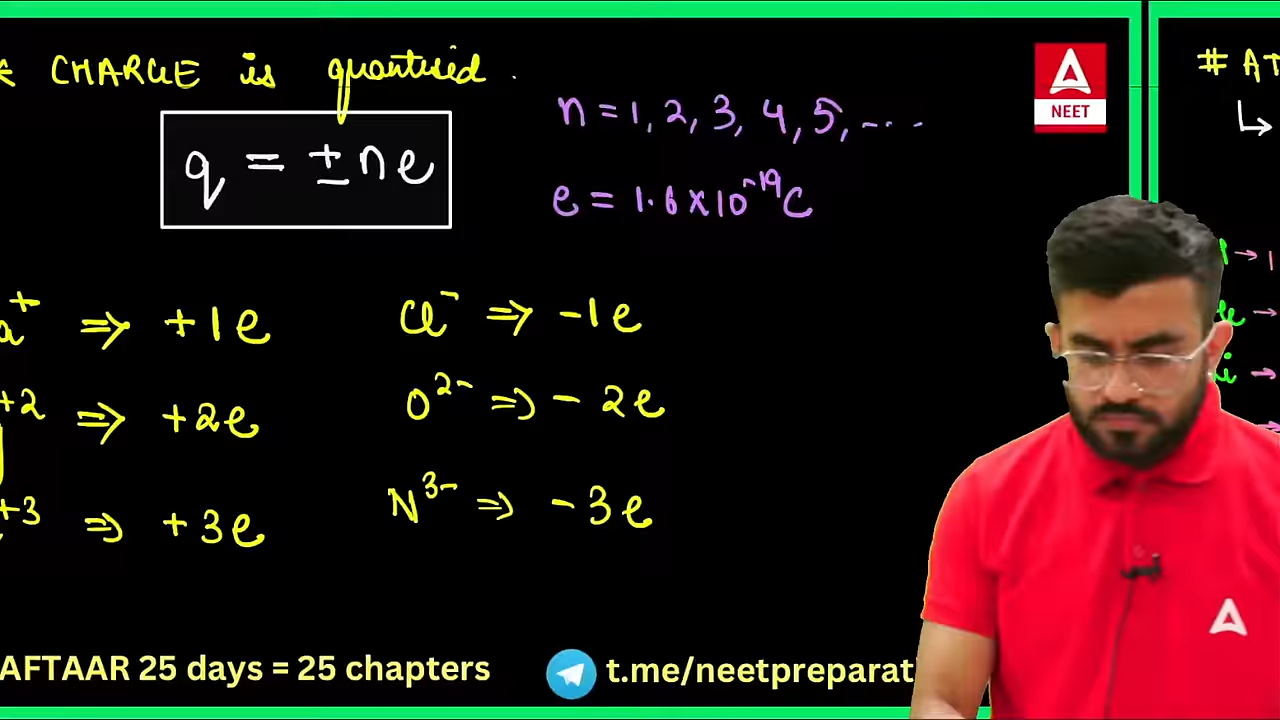 CHARGE is quantised.
q = ±ne
n = 1, 2, 3, 4, 5, ....
e = 1.6×10⁻¹⁹C
a⁺ ⇒ +1e
+2 ⇒ +2e
+3 ⇒ +3e
Cl⁻ ⇒ -1e
O²⁻ ⇒ -2e
N³⁻ ⇒ -3e
NEET
# AT
AFTAAR 25 days = 25 chapters
t.me/neetpreparat